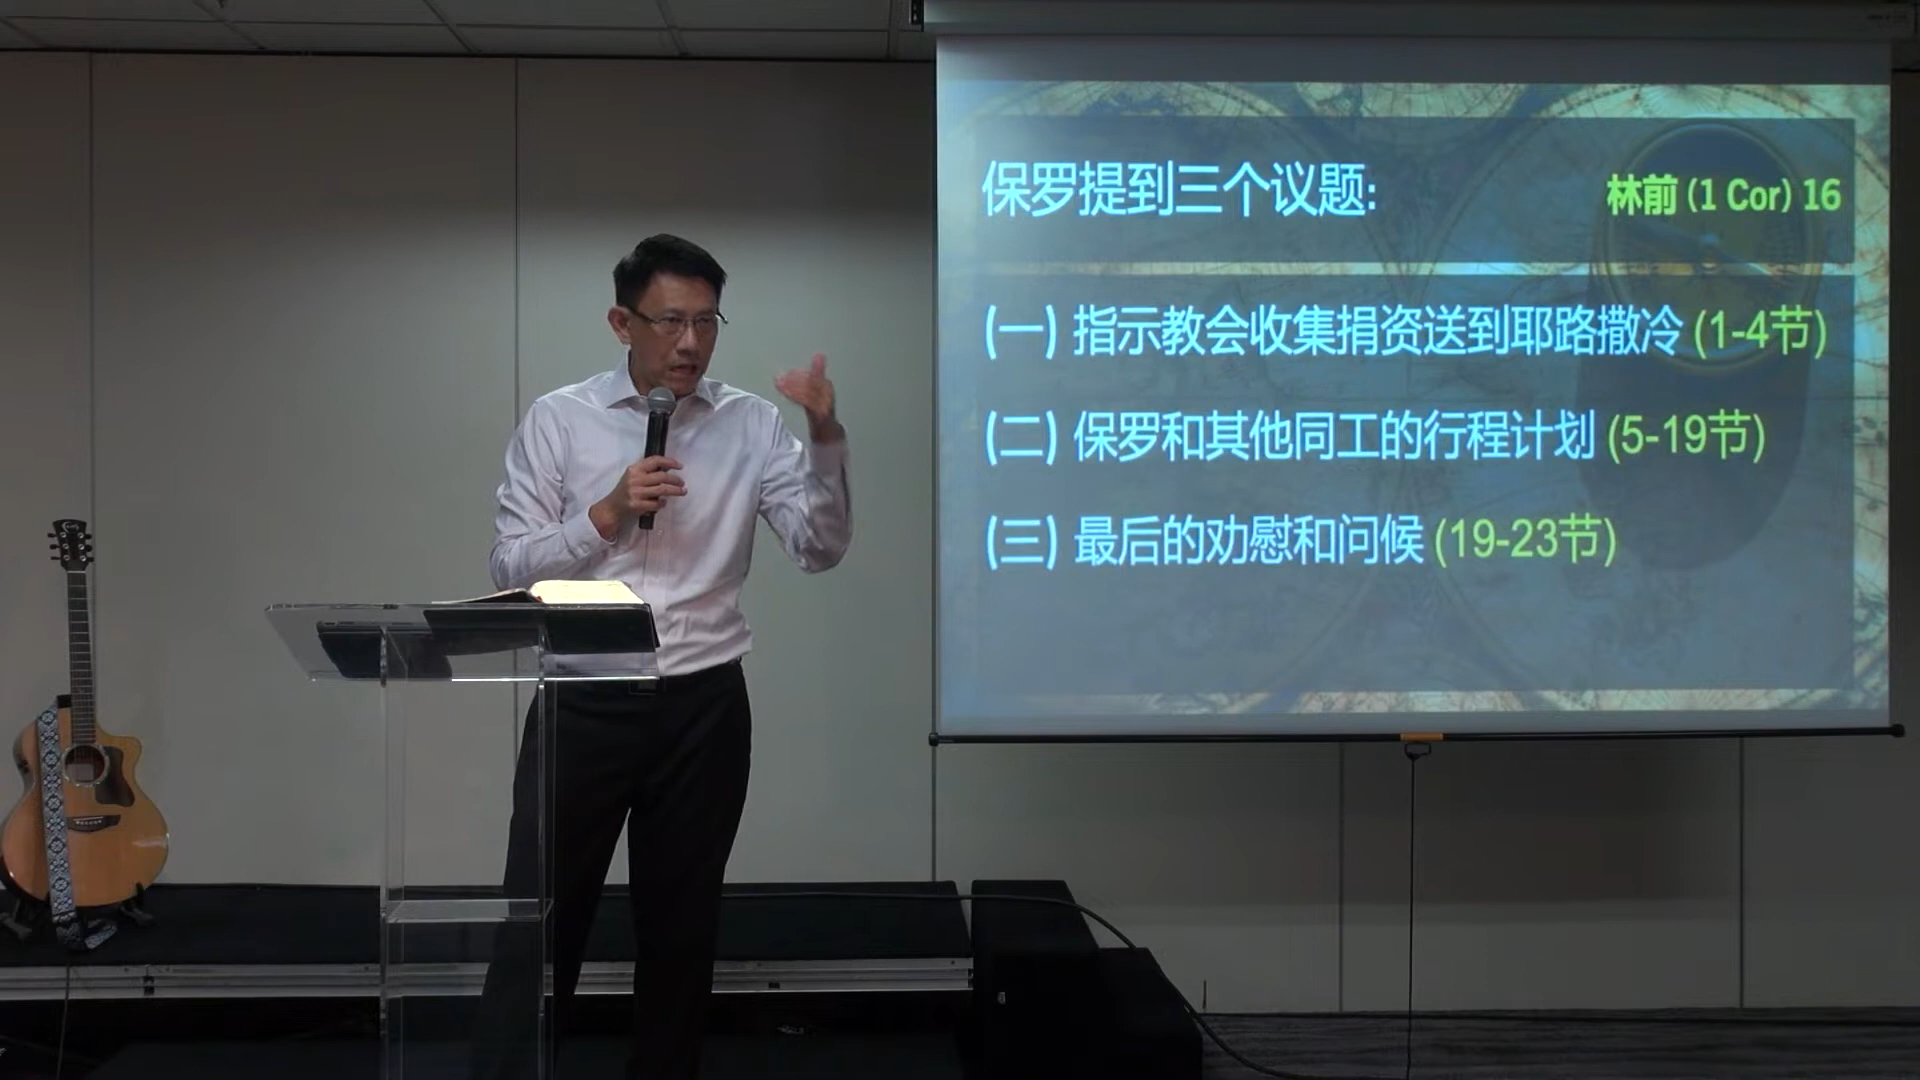 保罗提到三个议题: 林前 (1 Cor) 16
(一) 指示教会收集捐资送到耶路撒冷 (1-4节)
(二) 保罗和其他同工的行程计划 (5-19节)
(三) 最后的劝慰和问候 (19-23节)